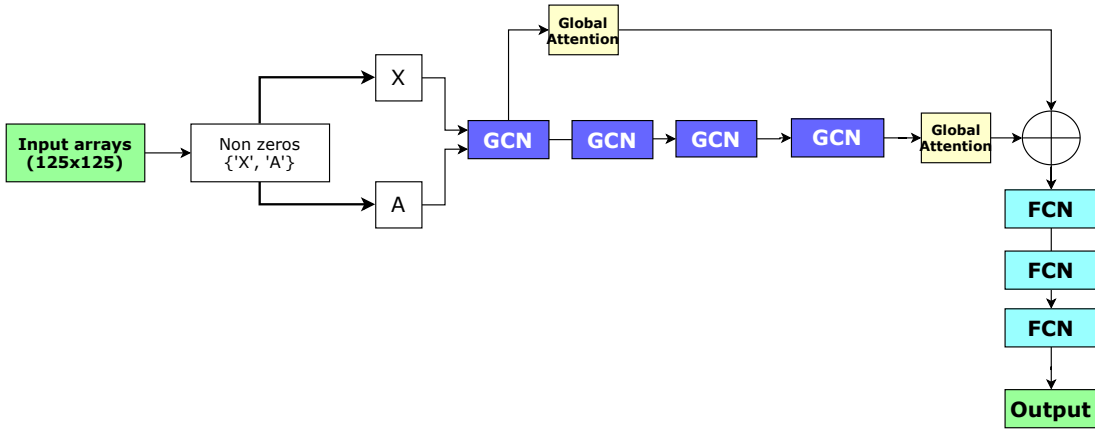 Global
Attention
X
Input arrays
(125x125)
Non zeros
{'X', 'A'}
GCN
GCN
GCN
GCN
Global
Attention
A
FCN
FCN
FCN
Output